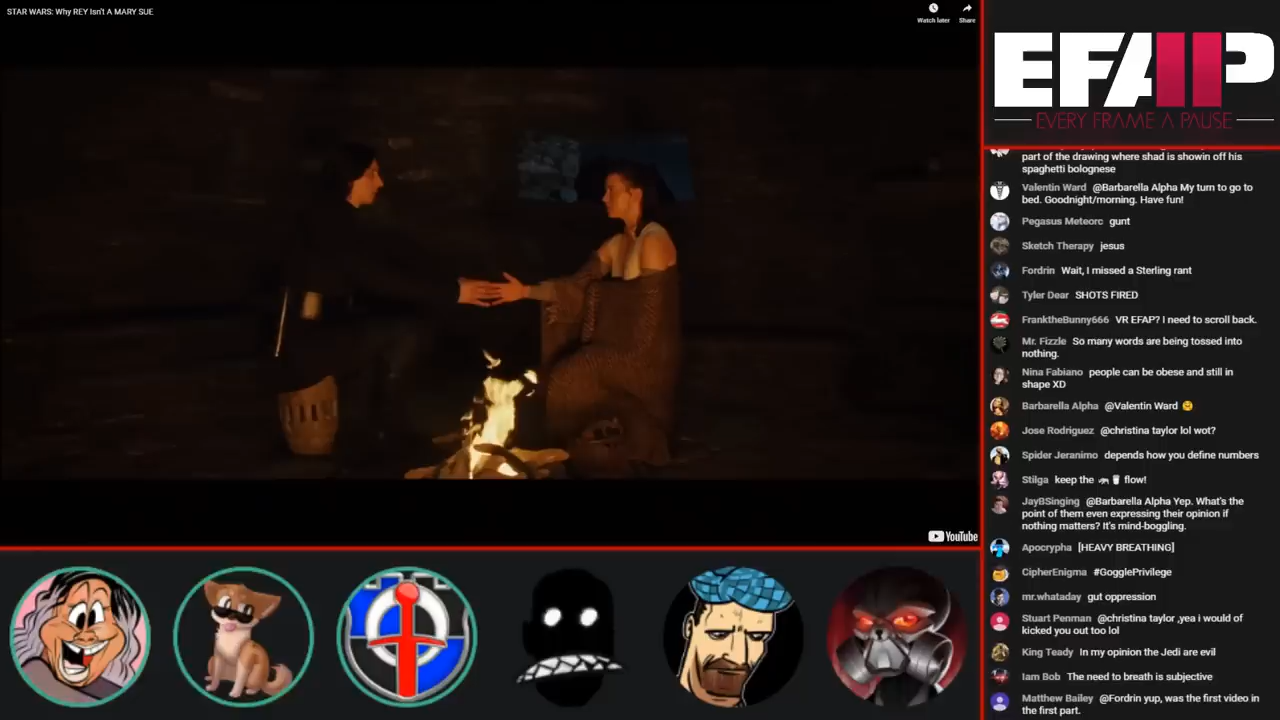 STAR WARS: Why REY Isn't A MARY SUE
Watch later
Share
YouTube
EFAP
EVERY FRAME A PAUSE
part of the drawing where shad is showin off his
spaghetti bolognese
Valentin Ward @Barbarella Alpha My turn to go to
bed. Goodnight/morning. Have fun!
Pegasus Meteorc gunt
Sketch Therapy jesus
Fordrin Wait, I missed a Sterling rant
Tyler Dear SHOTS FIRED
FranktheBunny666 VR EFAP? I need to scroll back.
Mr. Fizzle So many words are being tossed into
nothing.
Nina Fabiano people can be obese and still in
shape XD
Barbarella Alpha @Valentin Ward
Jose Rodriguez @christina taylor lol wot?
Spider Jeranimo depends how you define numbers
Stilga keep the flow!
JayBSinging @Barbarella Alpha Yep. What's the
point of them even expressing their opinion if
nothing matters? It's mind-boggling.
Apocrypha [HEAVY BREATHING]
CipherEnigma #GogglePrivilege
mr.whataday gut oppression
Stuart Penman @christina taylor ,yea i would of
kicked you out too lol
King Teady In my opinion the Jedi are evil
Iam Bob The need to breath is subjective
Matthew Bailey @Fordrin yup, was the first video in
the first part.